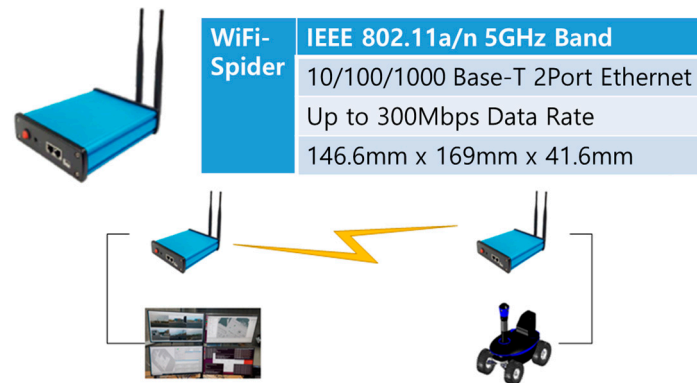 WiFi-
Spider
IEEE 802.11a/n 5GHz Band
10/100/1000 Base-T 2Port Ethernet
Up to 300Mbps Data Rate
146.6mm x 169mm x 41.6mm